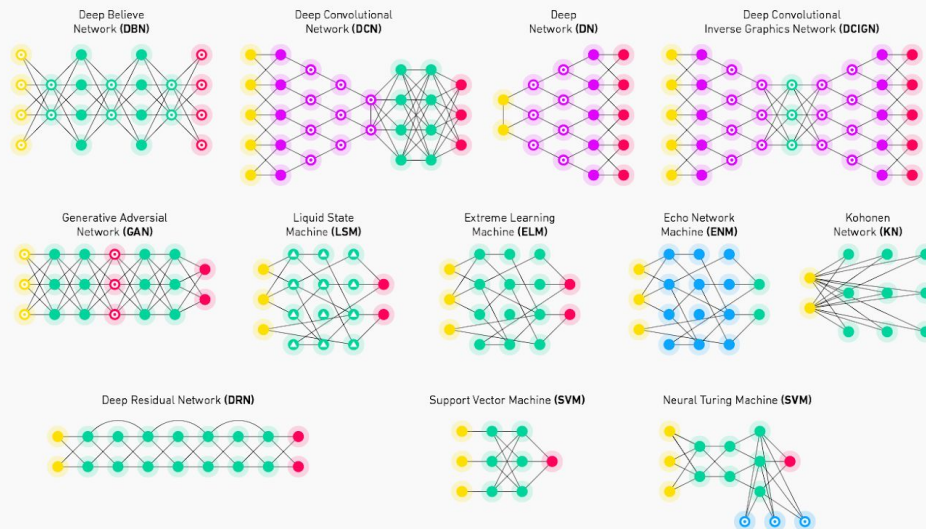 Deep Believe
Network (DBN)
Deep Convolutional
Network (DCN)
Deep
Network (DN)
Deep Convolutional
Inverse Graphics Network (DCIGN)
Generative Adversial
Network (GAN)
Liquid State
Machine (LSM)
Extreme Learning
Machine (ELM)
Echo Network
Machine (ENM)
Kohonen
Network (KN)
Deep Residual Network (DRN)
Support Vector Machine (SVM)
Neural Turing Machine (SVM)